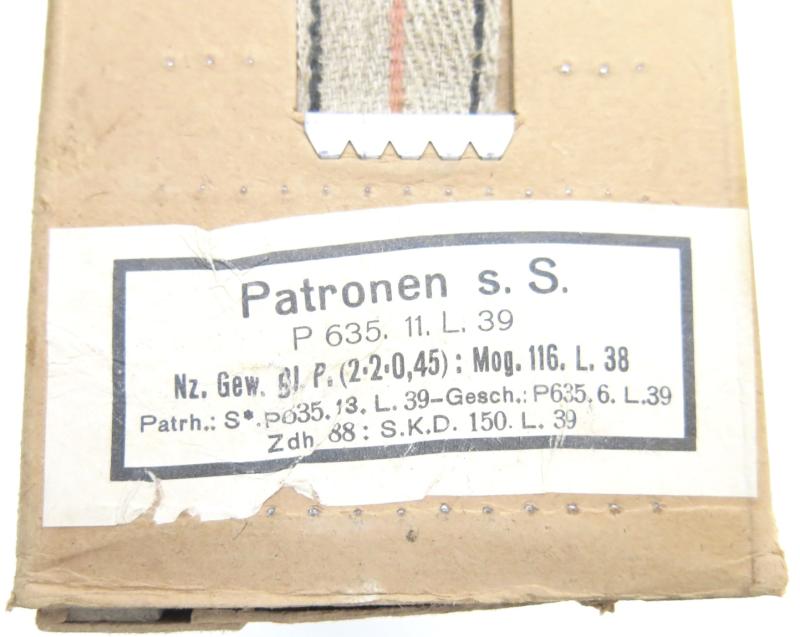 Patronen s. S.
P 635. 11. L. 39
Nz. Gew. Bl. P. (2·2·0,45) : Mog. 116. L. 38
Patrh.: S*. P635. 13. L. 39–Gesch.: P635. 6. L. 39
Zdh. 88 : S.K.D. 150. L. 39